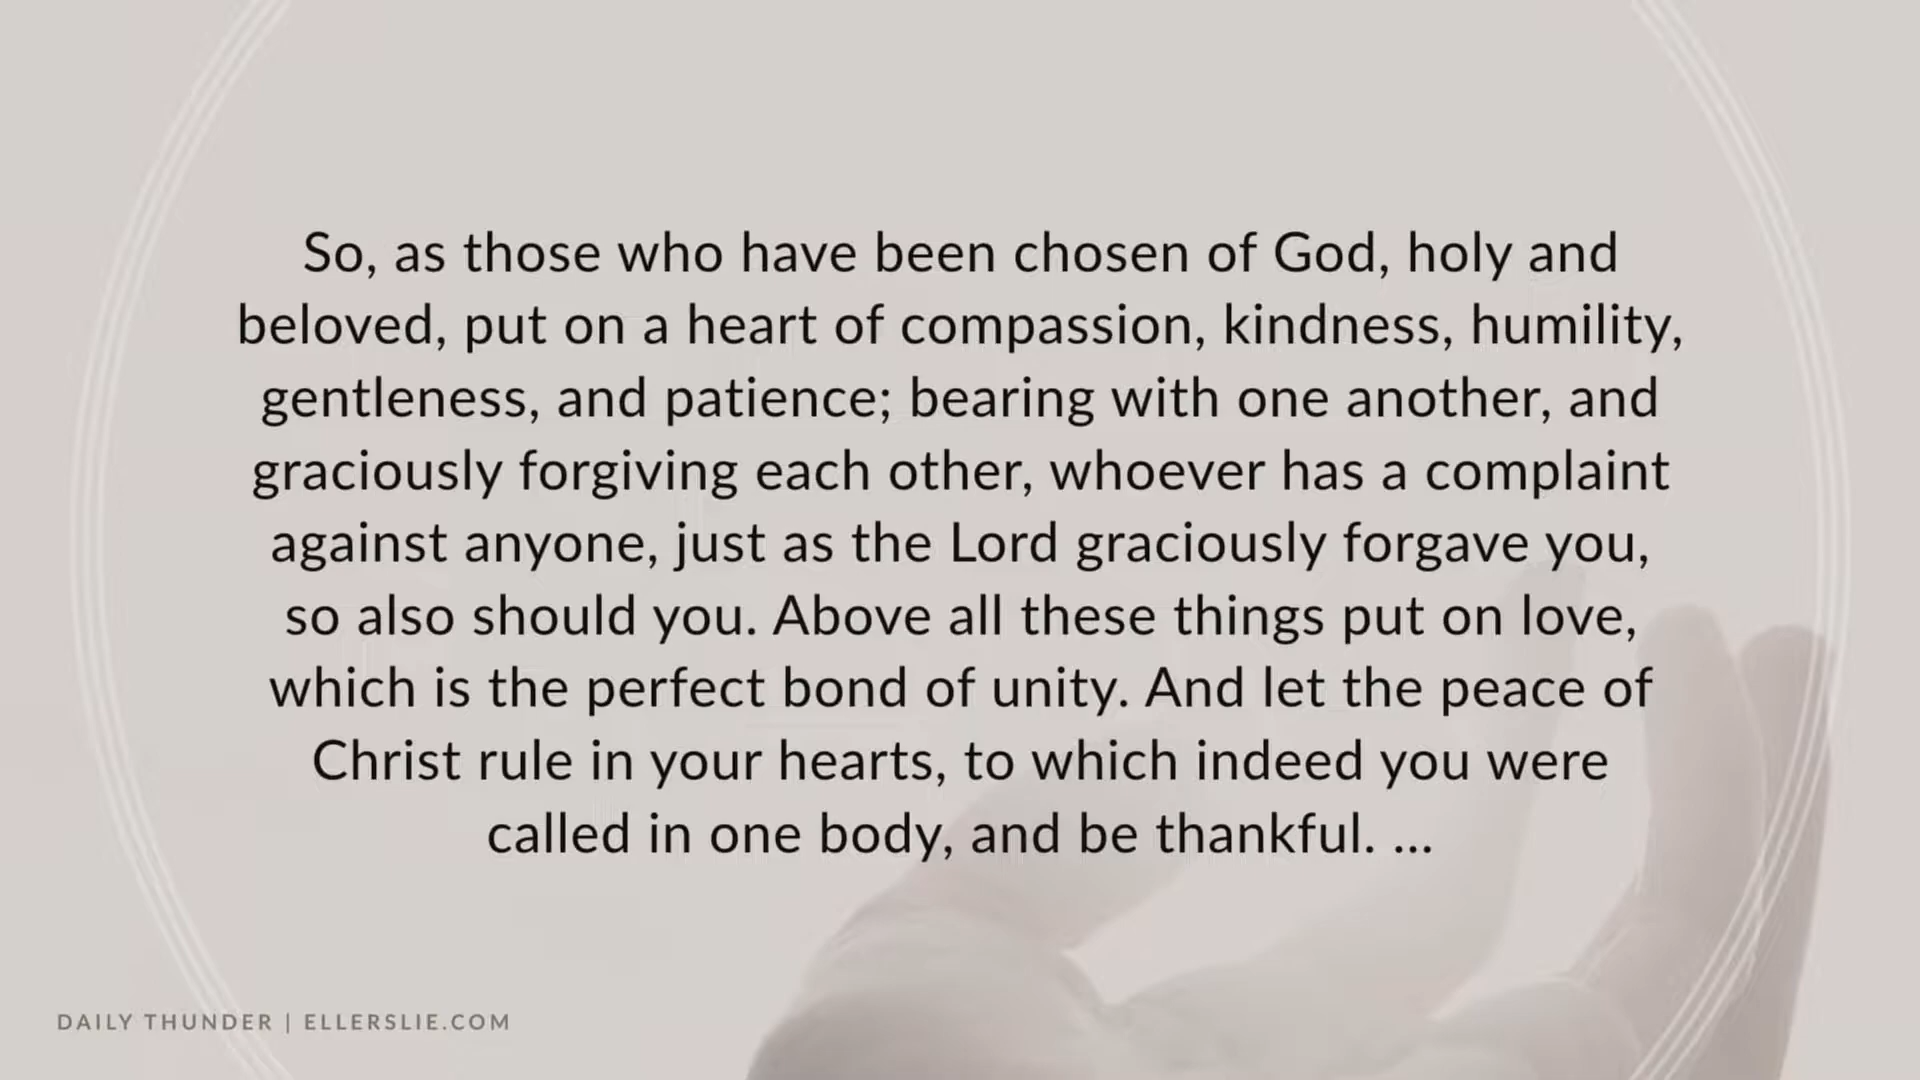 So, as those who have been chosen of God, holy and
beloved, put on a heart of compassion, kindness, humility,
gentleness, and patience; bearing with one another, and
graciously forgiving each other, whoever has a complaint
against anyone, just as the Lord graciously forgave you,
so also should you. Above all these things put on love,
which is the perfect bond of unity. And let the peace of
Christ rule in your hearts, to which indeed you were
called in one body, and be thankful. ...
DAILY THUNDER | ELLERSLIE.COM